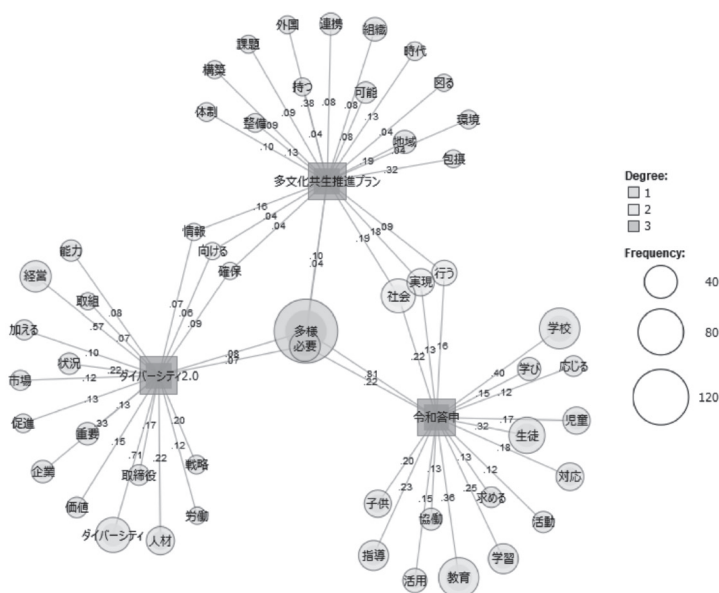 外国
連携
組織
課題
時代
構築
持つ
可能
図る
体制
整備
地域
環境
包摂
.38
.08
.08
.09
.13
.09
.04
.08
.04
.10
.13
.19
.32
多文化共生推進プラン
.16
.04
.04
.10
.04
.19
.18
.09
情報
向ける
確保
社会
実現
行う
能力
経営
取組
加える
状況
市場
促進
重要
企業
価値
ダイバーシティ
取締役
人材
戦略
労働
.08
.57
.07
.10
.22
.12
.13
.33
.13
.15
.71
.17
.22
.20
.12
ダイバーシティ2.0
.07
.06
.09
.08
.07
多様
必要
.81
.22
.22
.13
.16
令和答申
学校
学び
応じる
児童
生徒
対応
求める
活動
学習
教育
協働
活用
指導
子供
.40
.15
.12
.17
.32
.13
.12
.25
.36
.13
.15
.23
.20
Degree:
1
2
3
Frequency:
40
80
120